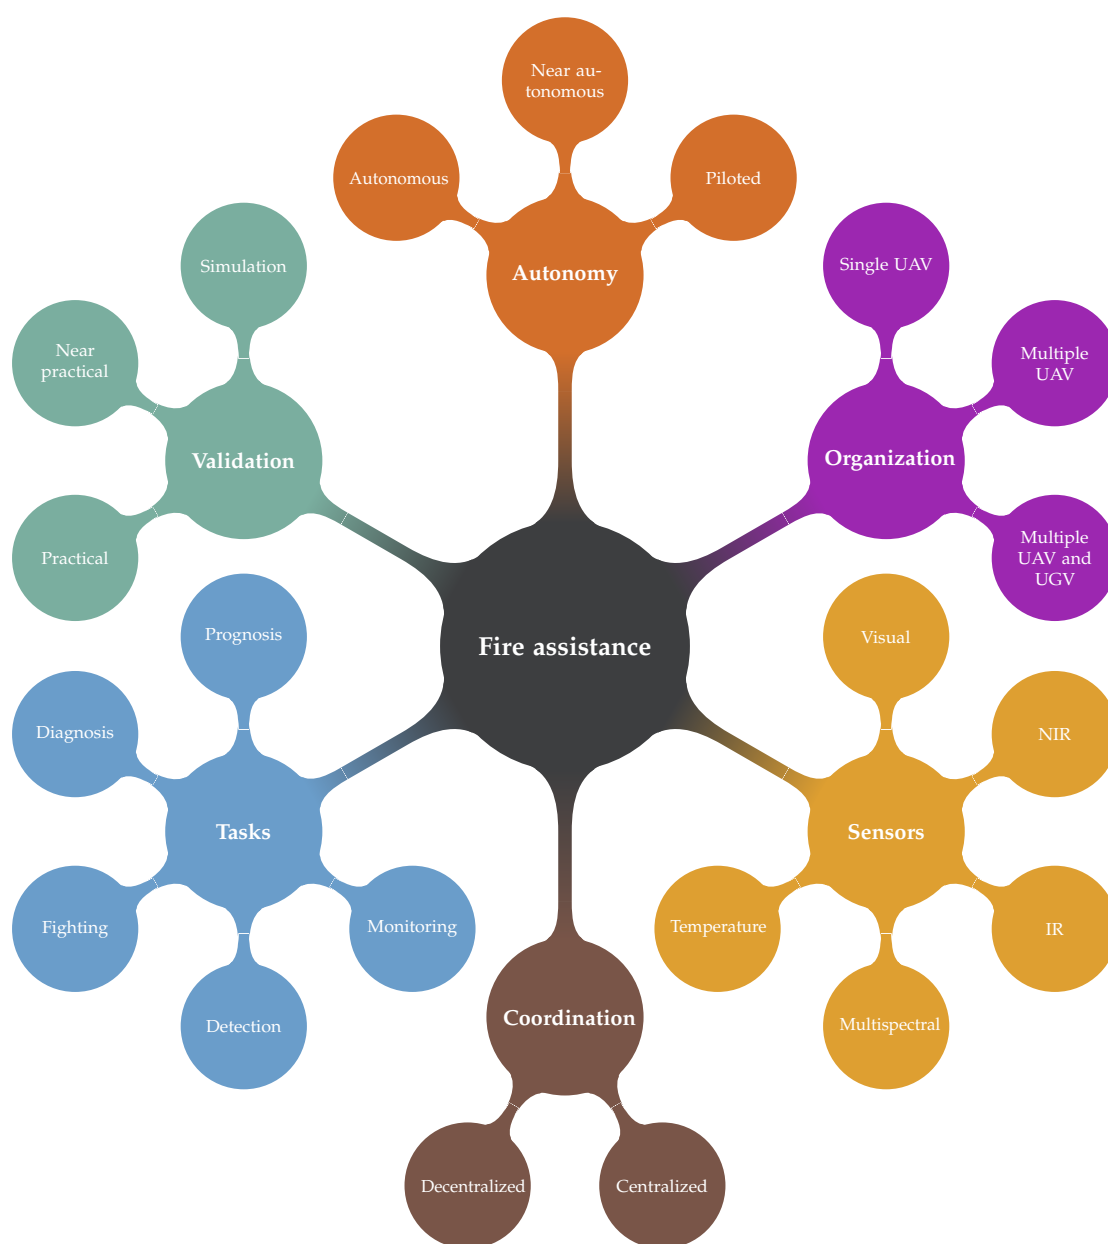 Near au-
tonomous
Autonomous
Piloted
Autonomy
Simulation
Near
practical
Practical
Validation
Single UAV
Multiple
UAV
Multiple
UAV and
UGV
Organization
Fire assistance
Prognosis
Diagnosis
Tasks
Fighting
Detection
Monitoring
Visual
NIR
Sensors
IR
Multispectral
Temperature
Coordination
Decentralized
Centralized